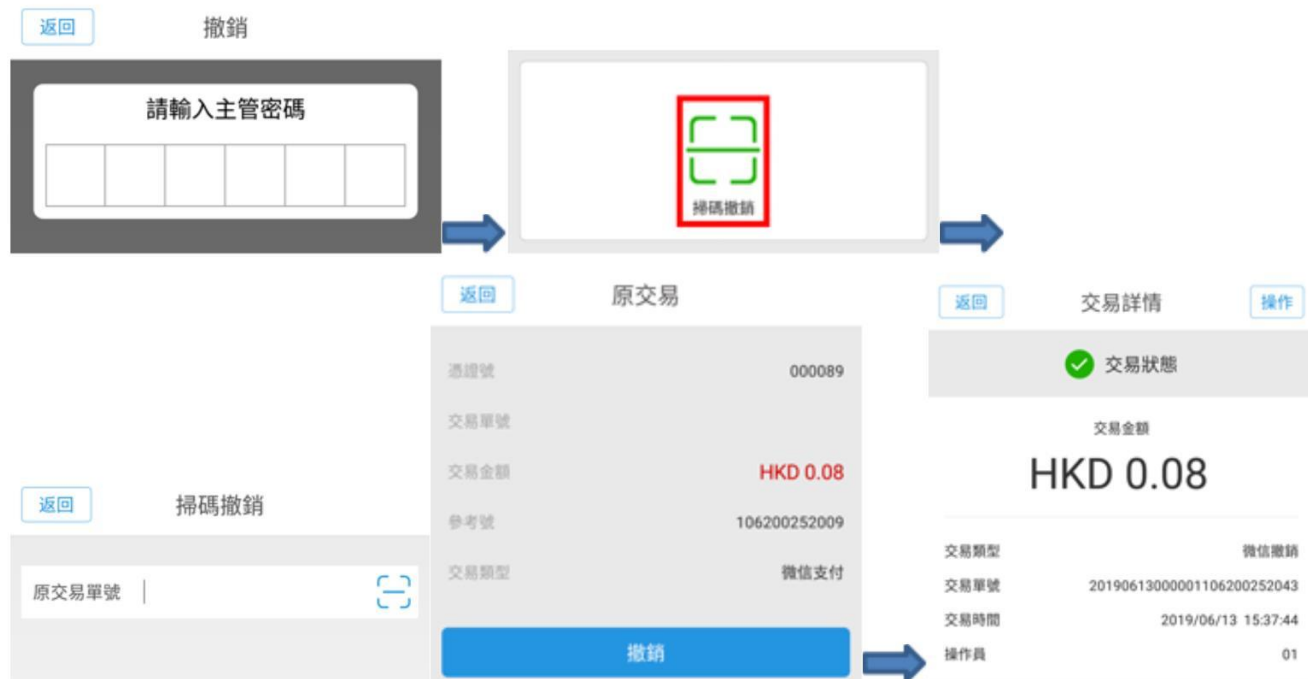 返回 撤銷
請輸入主管密碼
掃碼撤銷
返回 掃碼撤銷
原交易單號
返回 原交易
憑證號 000089
交易單號
交易金額 HKD 0.08
參考號 106200252009
交易類型 微信支付
撤銷
返回 交易詳情 操作
交易狀態
交易金額
HKD 0.08
交易類型 微信撤銷
交易單號 20190613000001106200252043
交易時間 2019/06/13 15:37:44
操作員 01